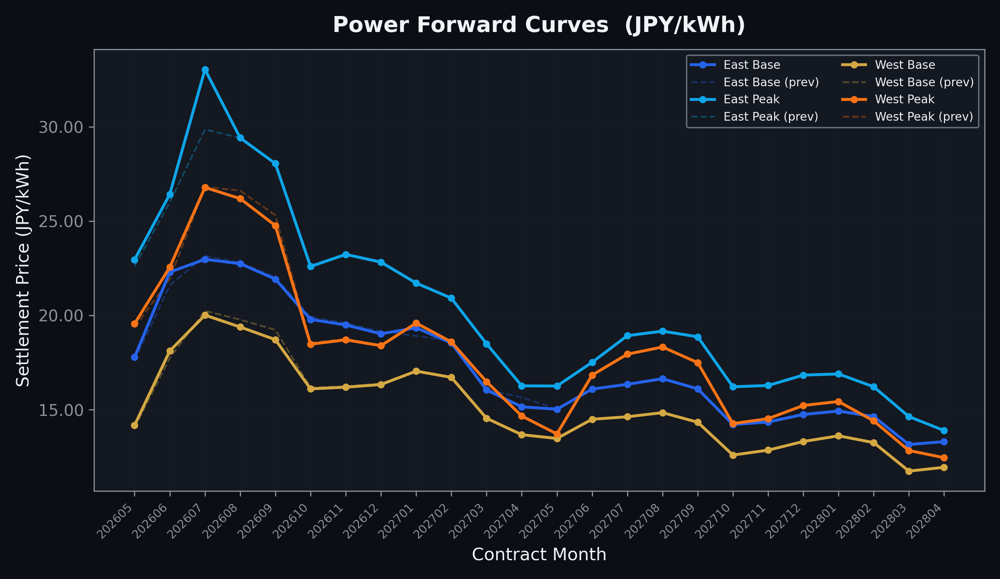 Power Forward Curves  (JPY/kWh)
East Base
East Base (prev)
East Peak
East Peak (prev)
West Base
West Base (prev)
West Peak
West Peak (prev)
Settlement Price (JPY/kWh)
30.00
25.00
20.00
15.00
202605
202606
202607
202608
202609
202610
202611
202612
202701
202702
202703
202704
202705
202706
202707
202708
202709
202710
202711
202712
202801
202802
202803
202804
Contract Month